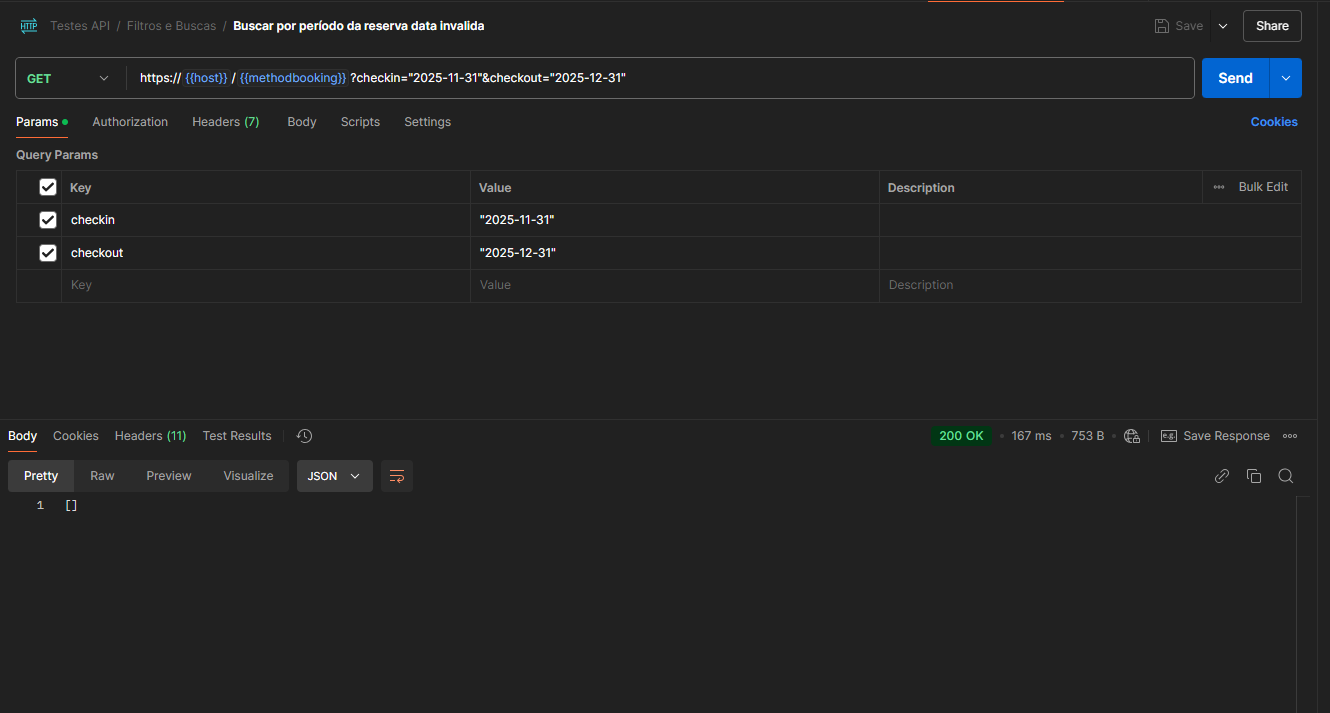 HTTP Testes API / Filtros e Buscas / Buscar por período da reserva data invalida Save Share
GET https:// {{host}} / {{methodbooking}} ?checkin="2025-11-31"&checkout="2025-12-31" Send
Params Authorization Headers (7) Body Scripts Settings Cookies
Query Params
Key Value Description Bulk Edit
checkin "2025-11-31"
checkout "2025-12-31"
Key Value Description
Body Cookies Headers (11) Test Results 200 OK 167 ms 753 B e.g. Save Response
Pretty Raw Preview Visualize JSON
1 []